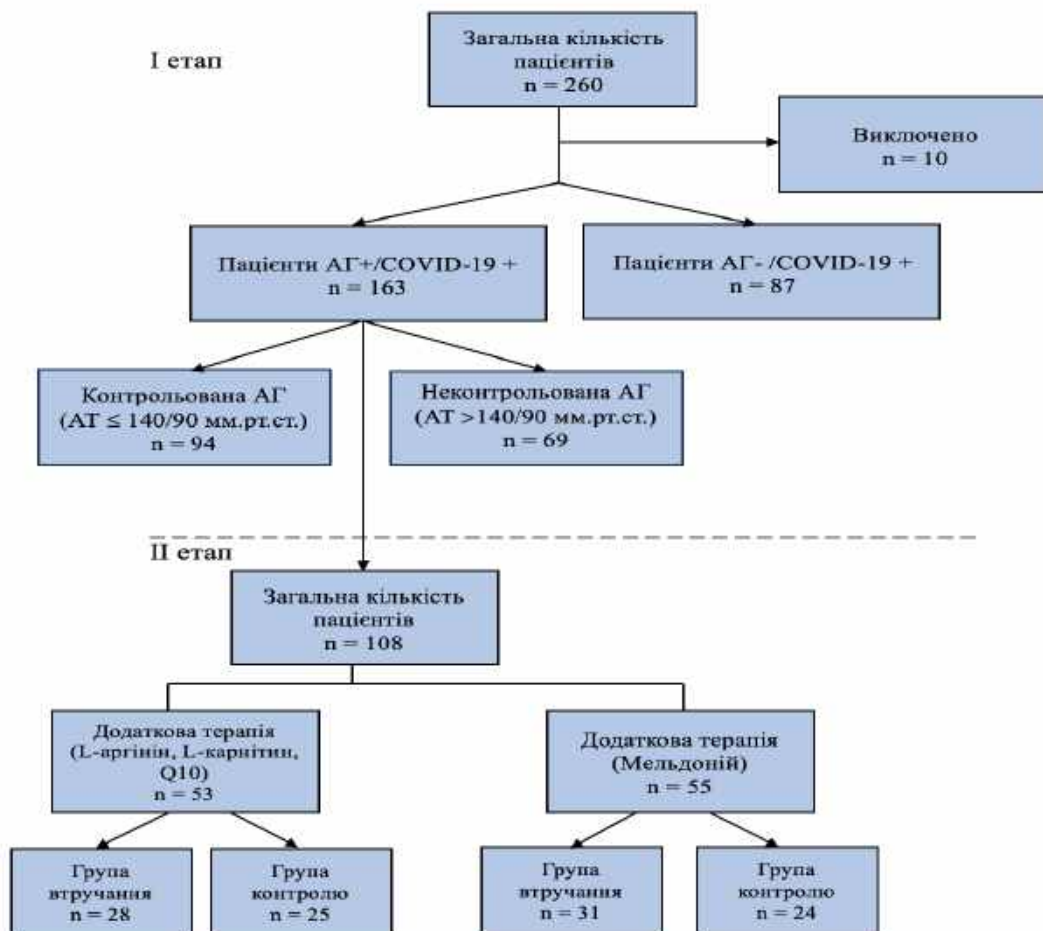 І етап
Загальна кількість
пацієнтів
n = 260
Виключено
n = 10
Пацієнти АГ+/COVID-19 +
n = 163
Пацієнти АГ- /COVID-19 +
n = 87
Контрольована АГ
(АТ ≤ 140/90 мм.рт.ст.)
n = 94
Неконтрольована АГ
(АТ >140/90 мм.рт.ст.)
n = 69
ІІ етап
Загальна кількість
пацієнтів
n = 108
Додаткова терапія
(L-аргінін, L-карнітин,
Q10)
n = 53
Додаткова терапія
(Мельдоній)
n = 55
Група
втручання
n = 28
Група
контролю
n = 25
Група
втручання
n = 31
Група
контролю
n = 24